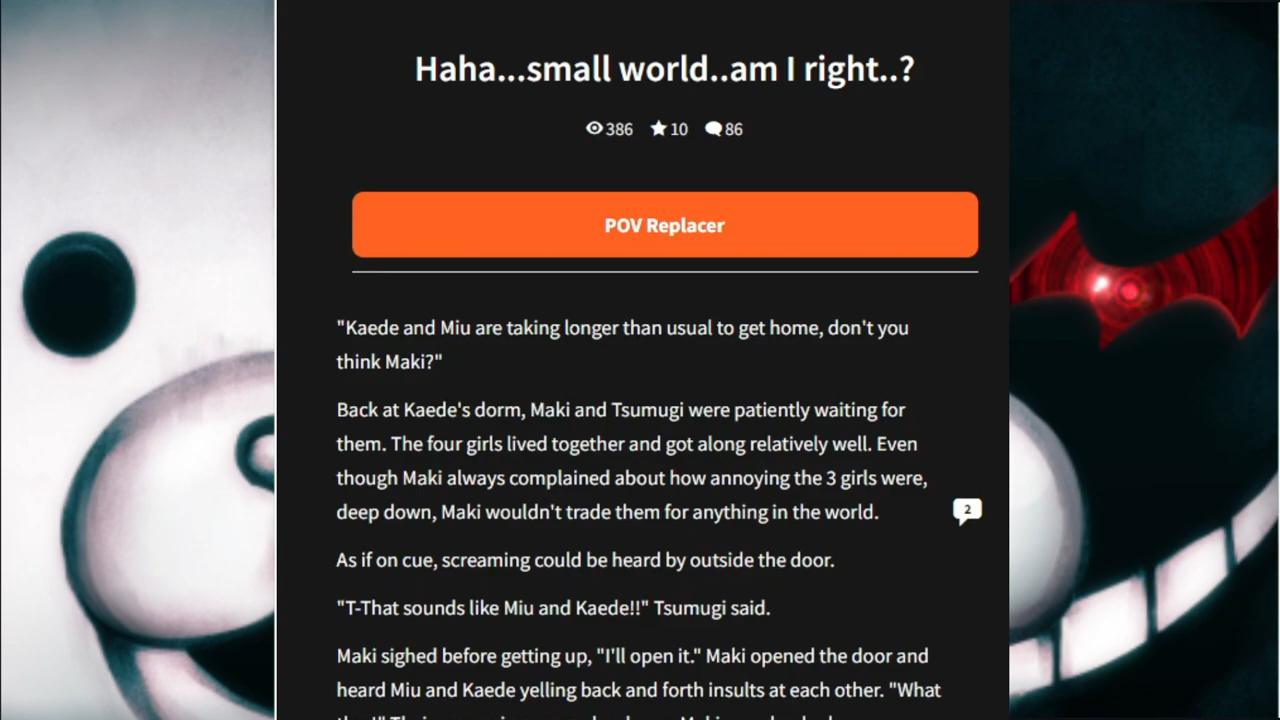 Haha...small world..am I right..?
386 10 86
POV Replacer
"Kaede and Miu are taking longer than usual to get home, don't you
think Maki?"
Back at Kaede's dorm, Maki and Tsumugi were patiently waiting for
them. The four girls lived together and got along relatively well. Even
though Maki always complained about how annoying the 3 girls were,
deep down, Maki wouldn't trade them for anything in the world.
2
As if on cue, screaming could be heard by outside the door.
"T-That sounds like Miu and Kaede!!" Tsumugi said.
Maki sighed before getting up, "I'll open it." Maki opened the door and
heard Miu and Kaede yelling back and forth insults at each other. "What